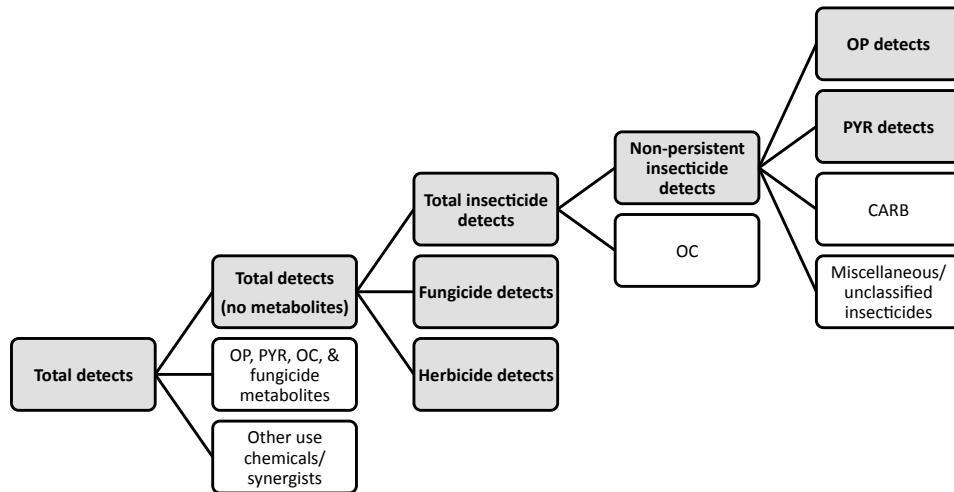 Total detects
Total detects
(no metabolites)
OP, PYR, OC, &
fungicide
metabolites
Other use
chemicals/
synergists
Total insecticide
detects
Fungicide detects
Herbicide detects
Non-persistent
insecticide
detects
OC
OP detects
PYR detects
CARB
Miscellaneous/
unclassified
insecticides